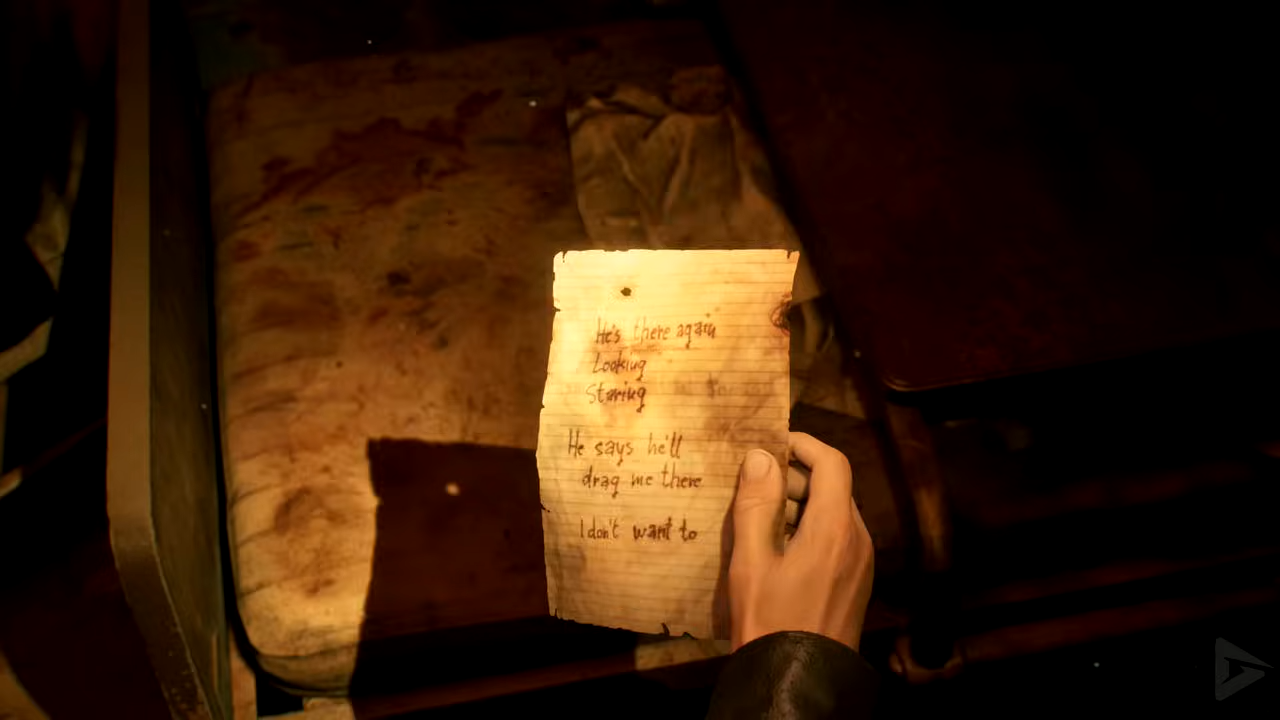 He's there again
Looking
Staring
He says he'll
drag me there
I don't want to